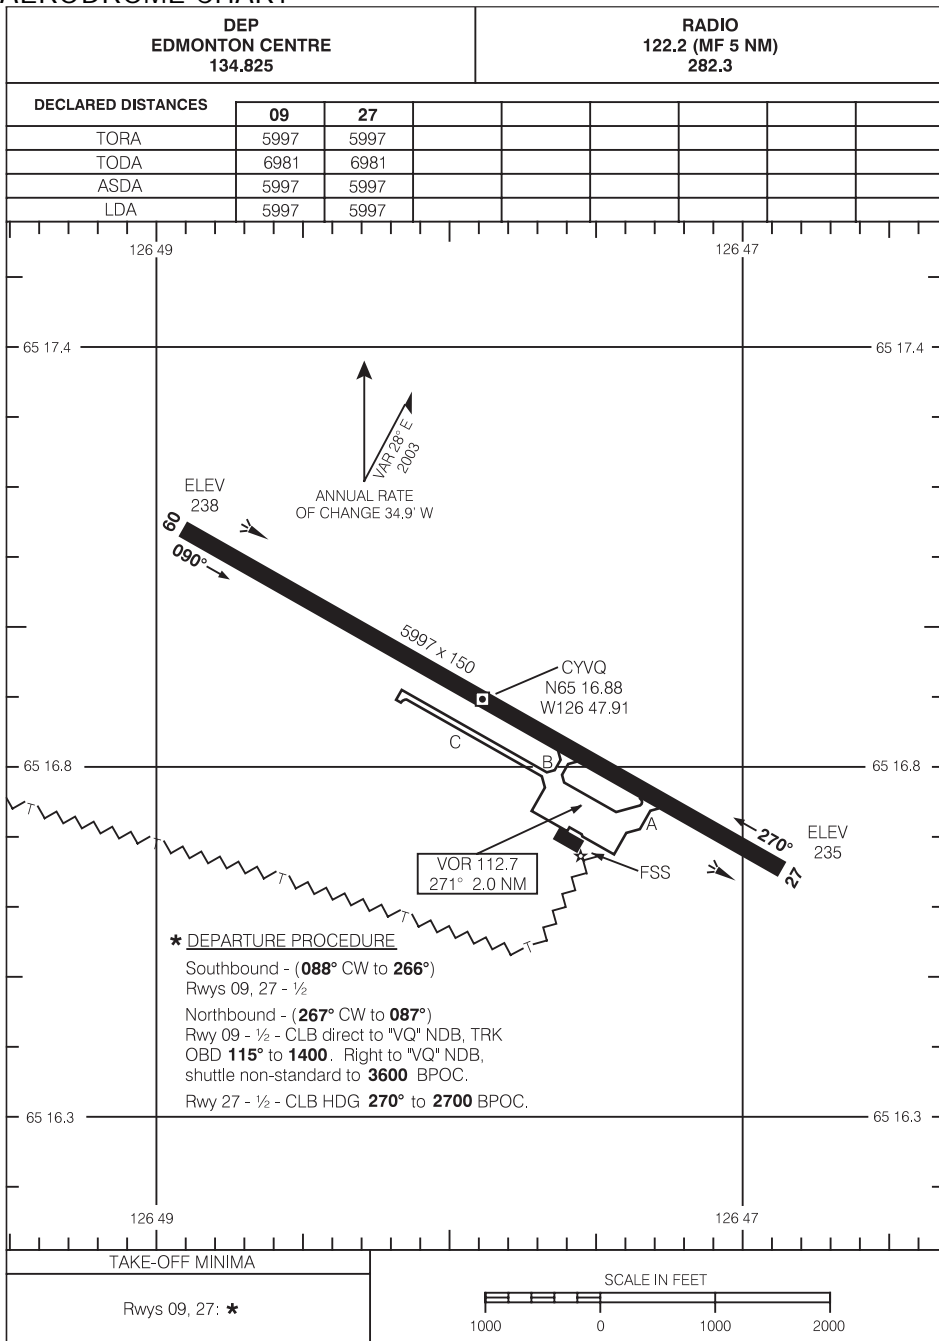 AERODROME CHART
DEP
EDMONTON CENTRE
134.825
RADIO
122.2 (MF 5 NM)
282.3
DECLARED DISTANCES 09 27
TORA 5997 5997
TODA 6981 6981
ASDA 5997 5997
LDA 5997 5997
126 49 126 47
65 17.4 65 17.4
VAR 28° E
2003
ANNUAL RATE
OF CHANGE 34.9' W
ELEV
238
09
090°
5997 x 150
CYVQ
N65 16.88
W126 47.91
C
B
65 16.8 65 16.8
A
270°
ELEV
235
27
VOR 112.7
271° 2.0 NM
FSS
T
T
T
T
T
* DEPARTURE PROCEDURE
Southbound - (088° CW to 266°)
Rwys 09, 27 - ½
Northbound - (267° CW to 087°)
Rwy 09 - ½ - CLB direct to "VQ" NDB, TRK
OBD 115° to 1400. Right to "VQ" NDB,
shuttle non-standard to 3600 BPOC.
Rwy 27 - ½ - CLB HDG 270° to 2700 BPOC.
65 16.3 65 16.3
126 49 126 47
TAKE-OFF MINIMA
Rwys 09, 27: *
SCALE IN FEET
1000 0 1000 2000